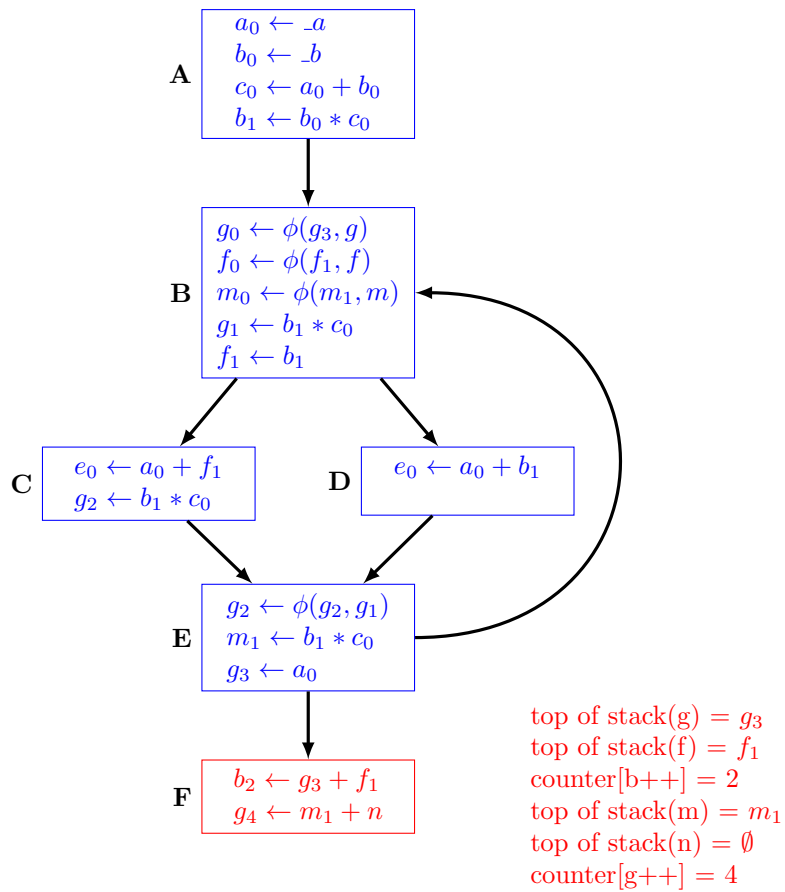 A
a₀ ← _a
b₀ ← _b
c₀ ← a₀ + b₀
b₁ ← b₀ ∗ c₀
B
g₀ ← ϕ(g₃, g)
f₀ ← ϕ(f₁, f)
m₀ ← ϕ(m₁, m)
g₁ ← b₁ ∗ c₀
f₁ ← b₁
C
e₀ ← a₀ + f₁
g₂ ← b₁ ∗ c₀
D
e₀ ← a₀ + b₁
E
g₂ ← ϕ(g₂, g₁)
m₁ ← b₁ ∗ c₀
g₃ ← a₀
F
b₂ ← g₃ + f₁
g₄ ← m₁ + n
top of stack(g) = g₃
top of stack(f) = f₁
counter[b++] = 2
top of stack(m) = m₁
top of stack(n) = ∅
counter[g++] = 4